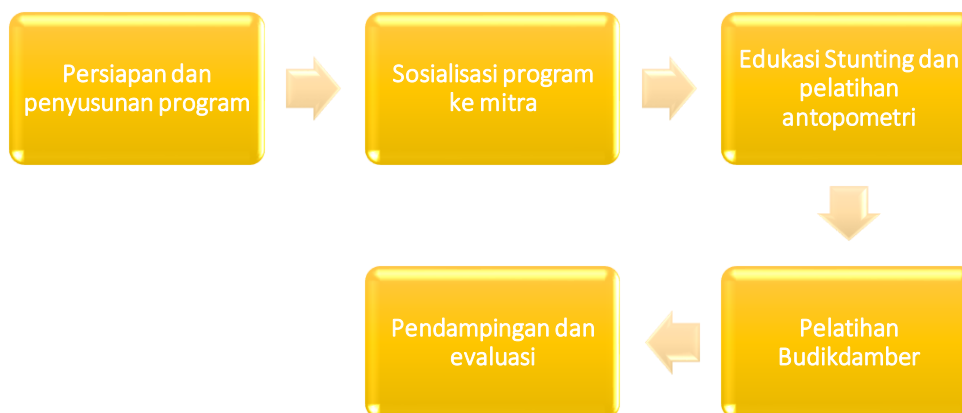 Persiapan dan
penyusunan program
Sosialisasi program
ke mitra
Edukasi Stunting dan
pelatihan
antopometri
Pelatihan
Budikdamber
Pendampingan dan
evaluasi